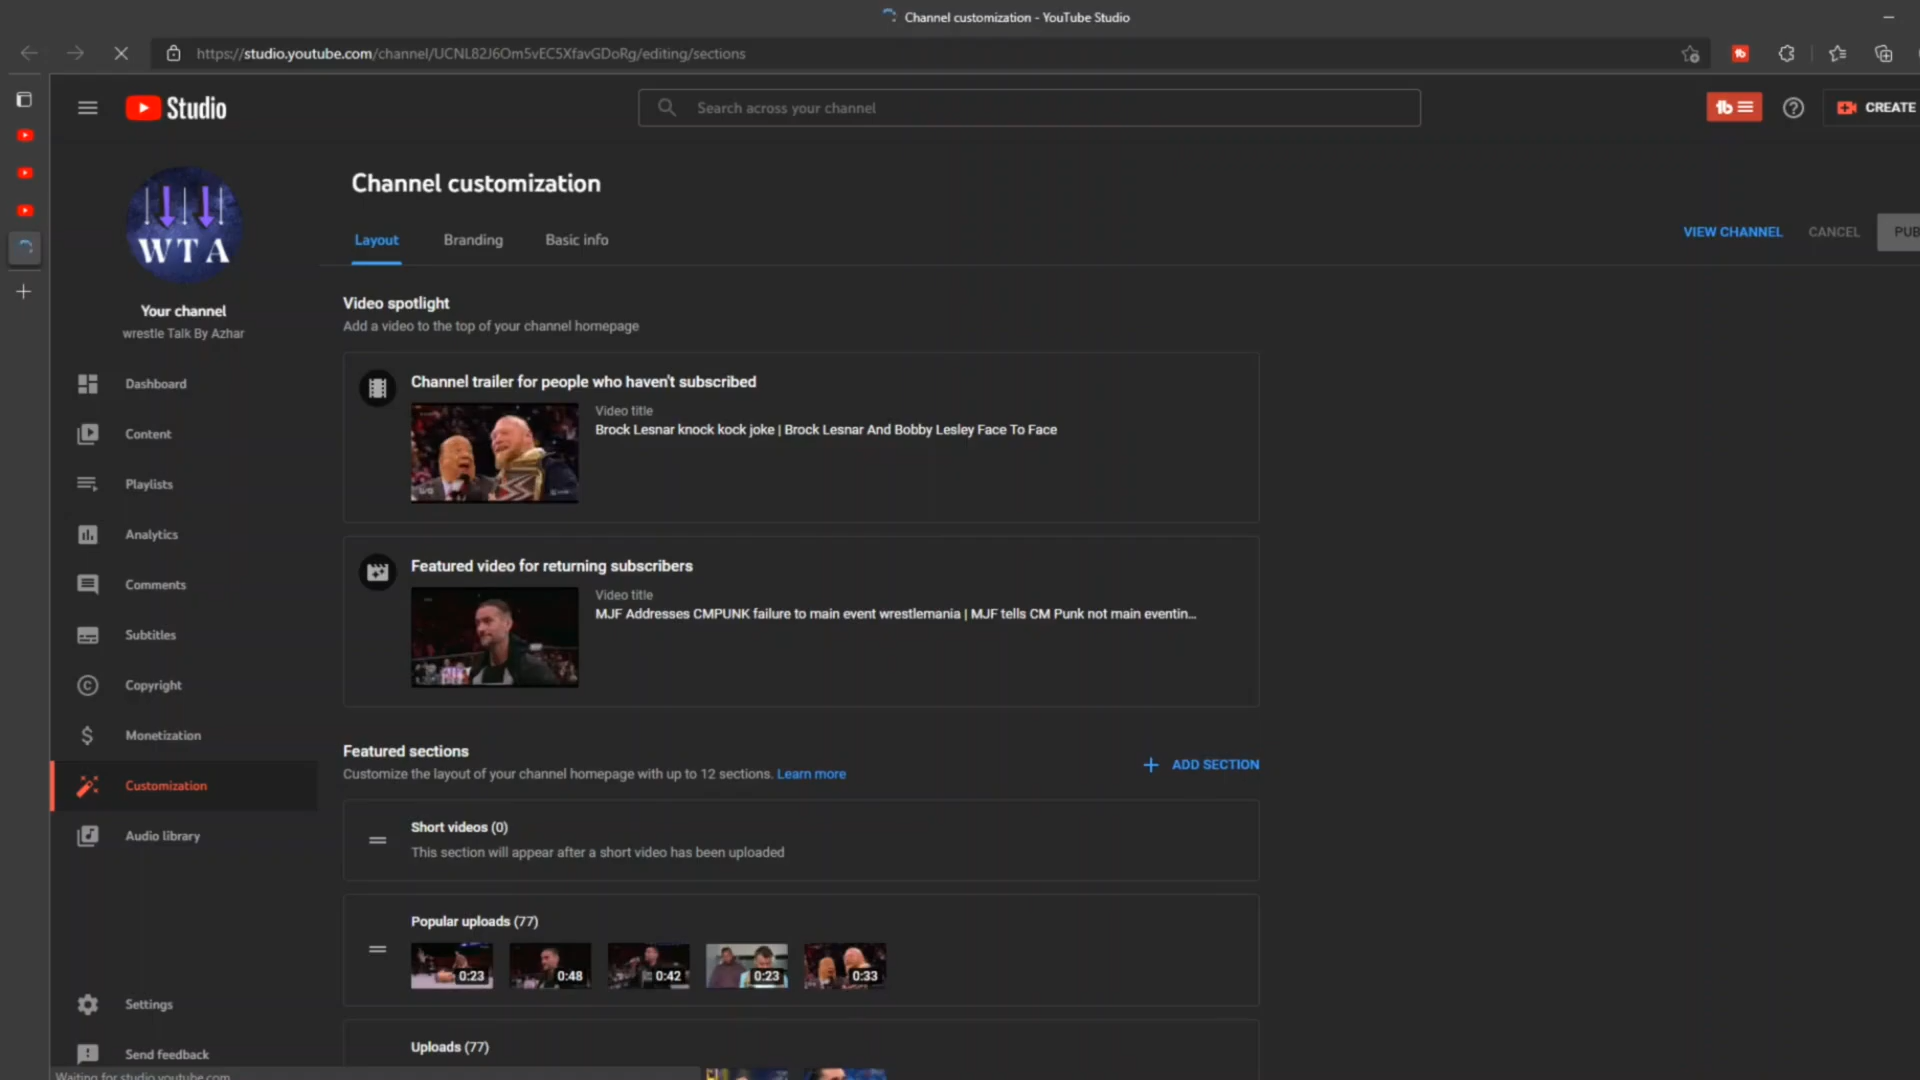 Channel customization - YouTube Studio
https://studio.youtube.com/channel/UCNL82J6Om5vEC5XfavGDoRg/editing/sections
Studio
Search across your channel
CREATE
WTA
Your channel
wrestle Talk By Azhar
Channel customization
Layout
Branding
Basic info
VIEW CHANNEL
CANCEL
PUB
Video spotlight
Add a video to the top of your channel homepage
Channel trailer for people who haven't subscribed
Video title
Brock Lesnar knock kock joke | Brock Lesnar And Bobby Lesley Face To Face
Featured video for returning subscribers
Video title
MJF Addresses CMPUNK failure to main event wrestlemania | MJF tells CM Punk not main eventin...
Featured sections
Customize the layout of your channel homepage with up to 12 sections. Learn more
ADD SECTION
Short videos (0)
This section will appear after a short video has been uploaded
Popular uploads (77)
0:23
0:48
0:42
0:23
0:33
Uploads (77)
Dashboard
Content
Playlists
Analytics
Comments
Subtitles
Copyright
Monetization
Customization
Audio library
Settings
Send feedback
Waiting for studio.youtube.com